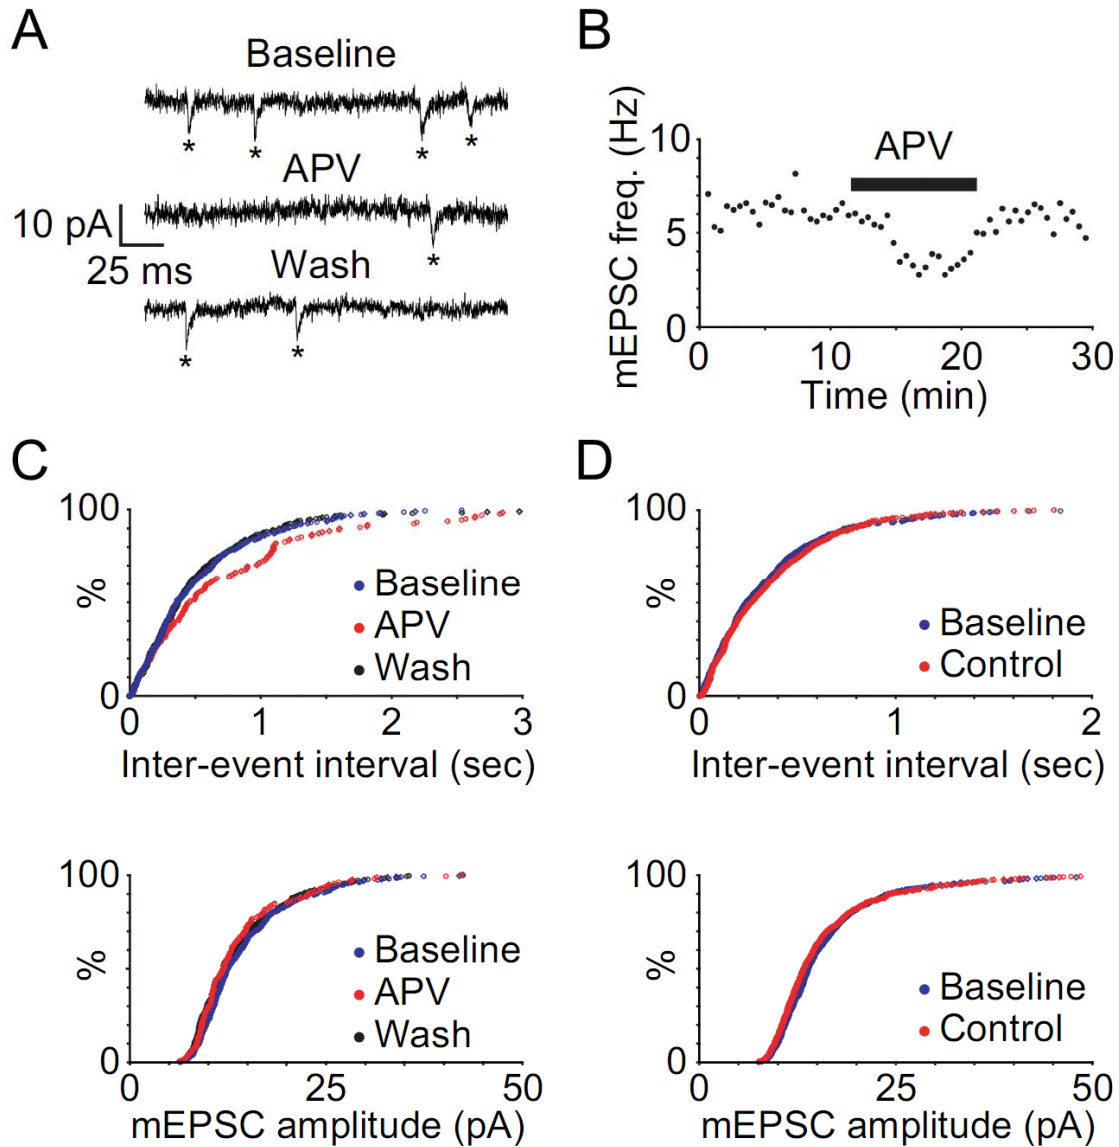 A
Baseline
* * * *
APV
*
10 pA
25 ms
Wash
* *
B
mEPSC freq. (Hz)
10
5
0
APV
0 10 20 30
Time (min)
C
100
%
0
Baseline
APV
Wash
0 1 2 3
Inter-event interval (sec)
100
%
0
Baseline
APV
Wash
0 25 50
mEPSC amplitude (pA)
D
100
%
0
Baseline
Control
0 1 2
Inter-event interval (sec)
100
%
0
Baseline
Control
0 25 50
mEPSC amplitude (pA)